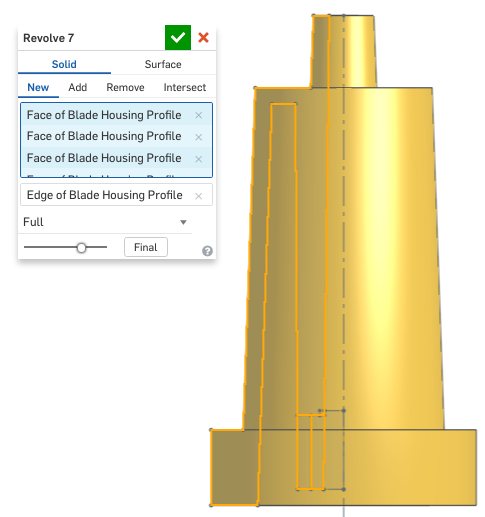 Revolve 7
Solid Surface
New Add Remove Intersect
Face of Blade Housing Profile
Face of Blade Housing Profile
Face of Blade Housing Profile
Edge of Blade Housing Profile
Full
Final